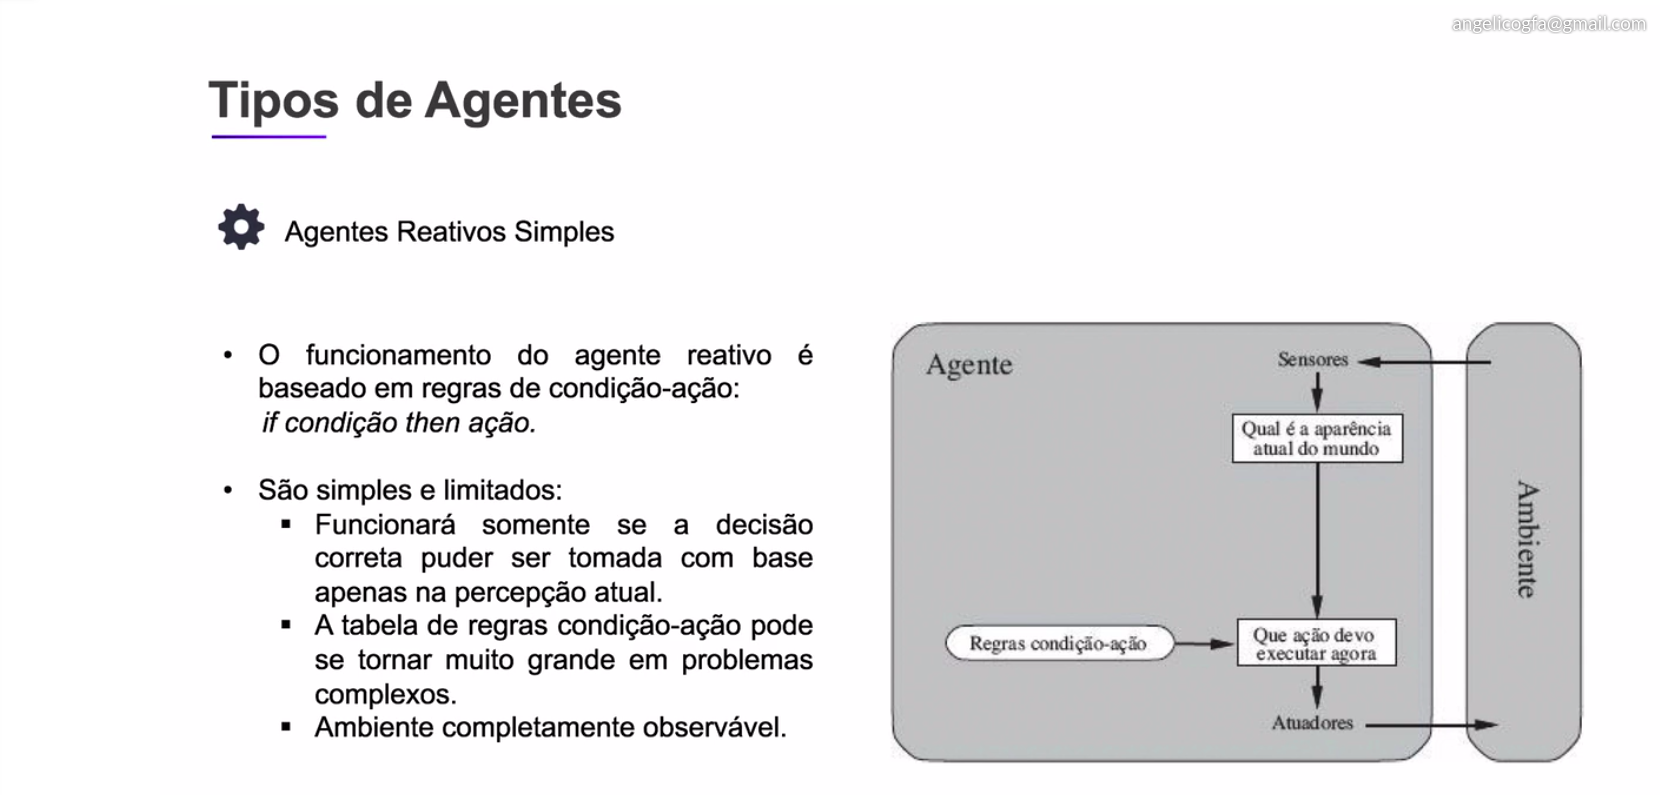 angelicogfa@gmail.com
Tipos de Agentes
Agentes Reativos Simples
• O funcionamento do agente reativo é
baseado em regras de condição-ação:
if condição then ação.
• São simples e limitados:
▪ Funcionará somente se a decisão
correta puder ser tomada com base
apenas na percepção atual.
▪ A tabela de regras condição-ação pode
se tornar muito grande em problemas
complexos.
▪ Ambiente completamente observável.
Agente
Sensores
Qual é a aparência
atual do mundo
Regras condição-ação
Que ação devo
executar agora
Atuadores
Ambiente